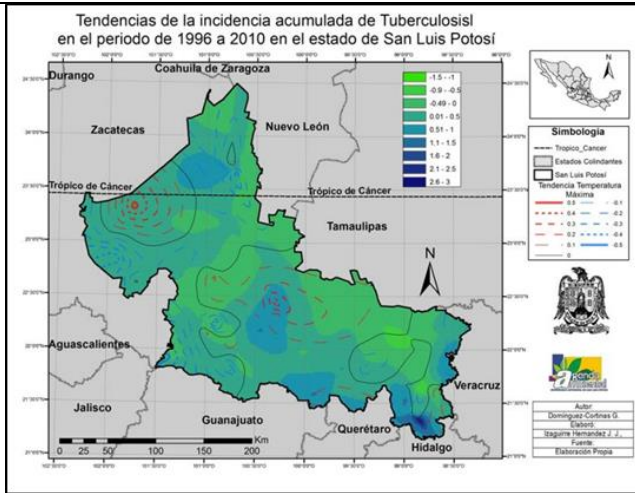 Tendencias de la incidencia acumulada de Tuberculosisl
en el periodo de 1996 a 2010 en el estado de San Luis Potosí
Durango
Coahuila de Zaragoza
Zacatecas
Nuevo León
Trópico de Cáncer
Trópico de Cáncer
Tamaulipas
N
Aguascalientes
Jalisco
Guanajuato
Querétaro
Hidalgo
Veracruz
-1.5 - -1
-0.9 - -0.5
-0.49 - 0
0.01 - 0.5
0.51 - 1
1.1 - 1.5
1.6 - 2
2.1 - 2.5
2.6 - 3
0 25 50 100 150 200
Km
N
Simbologia
Tropico_Cancer
Estados Colindantes
San Luis Potosí
Tendencia Temperatura
Máxima
0.5 -0.1
0.4 -0.2
0.3 -0.3
0.2 -0.4
0.1 -0.5
0
Autor:
Domínguez-Cortinas G.
Elaboró:
Izaguirre Hernández J. J.,
Fuente:
Elaboración Propia